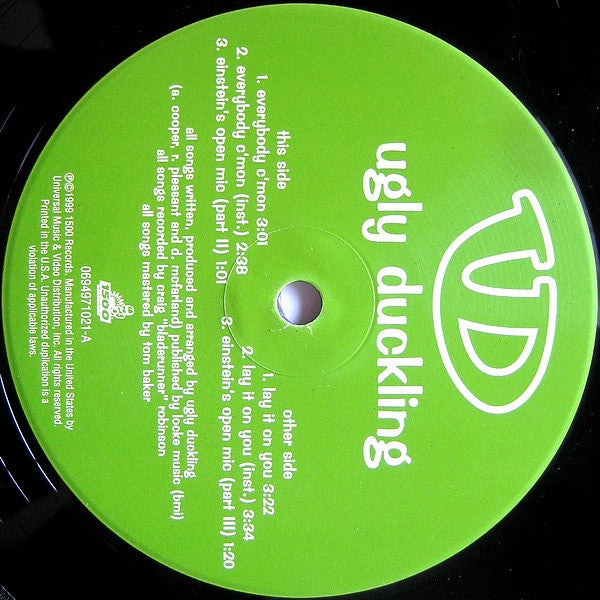 UD
ugly duckling
this side
1. everybody c'mon 3:01
2. everybody c'mon (inst.) 2:38
3. einstein's open mic (part II) 1:01
other side
1. lay it on you 3:22
2. lay it on you (inst.) 3:34
3. einstein's open mic (part III) 1:20
all songs written, produced and arranged by ugly duckling
(a. cooper, r. pleasant and d. mcfarland) published by looke music (bmi)
all songs recorded by craig "bladerunner" robinson
all songs mastered by tom baker
1500
0694971021-A
℗©1999 1500 Records. Manufactured in the United States by
Universal Music & Video Distribution, Inc. All rights reserved.
Printed in the U.S.A. Unauthorized duplication is a
violation of applicable laws.